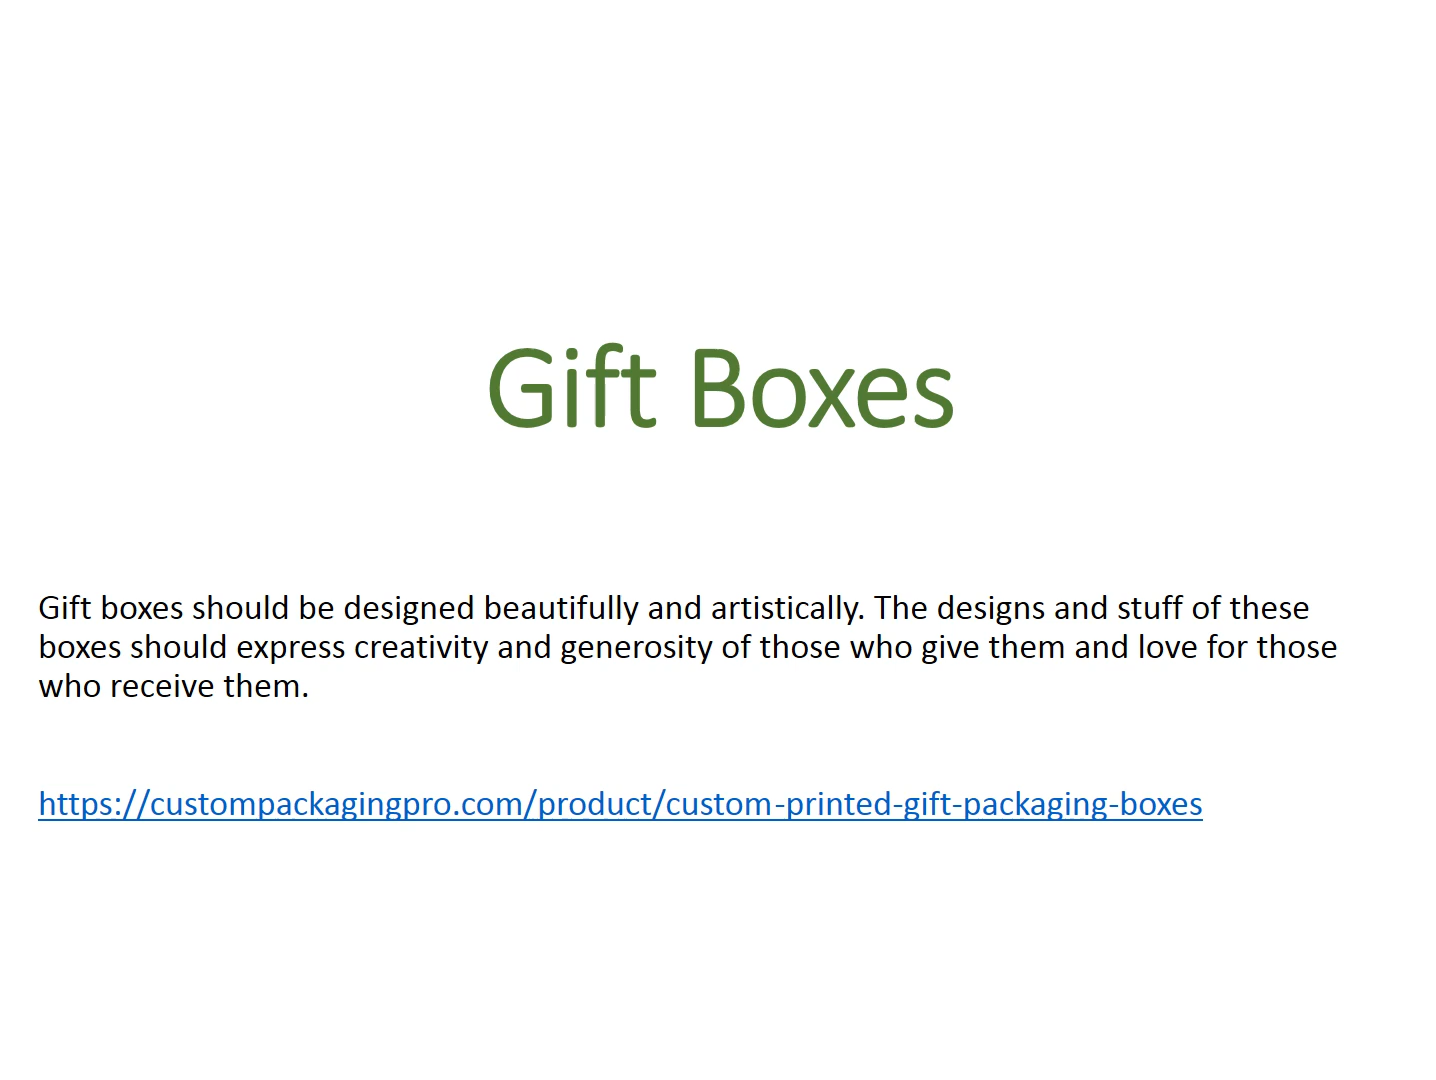 Gift Boxes
Gift boxes should be designed beautifully and artistically. The designs and stuff of these
boxes should express creativity and generosity of those who give them and love for those
who receive them.
https://custompackagingpro.com/product/custom-printed-gift-packaging-boxes